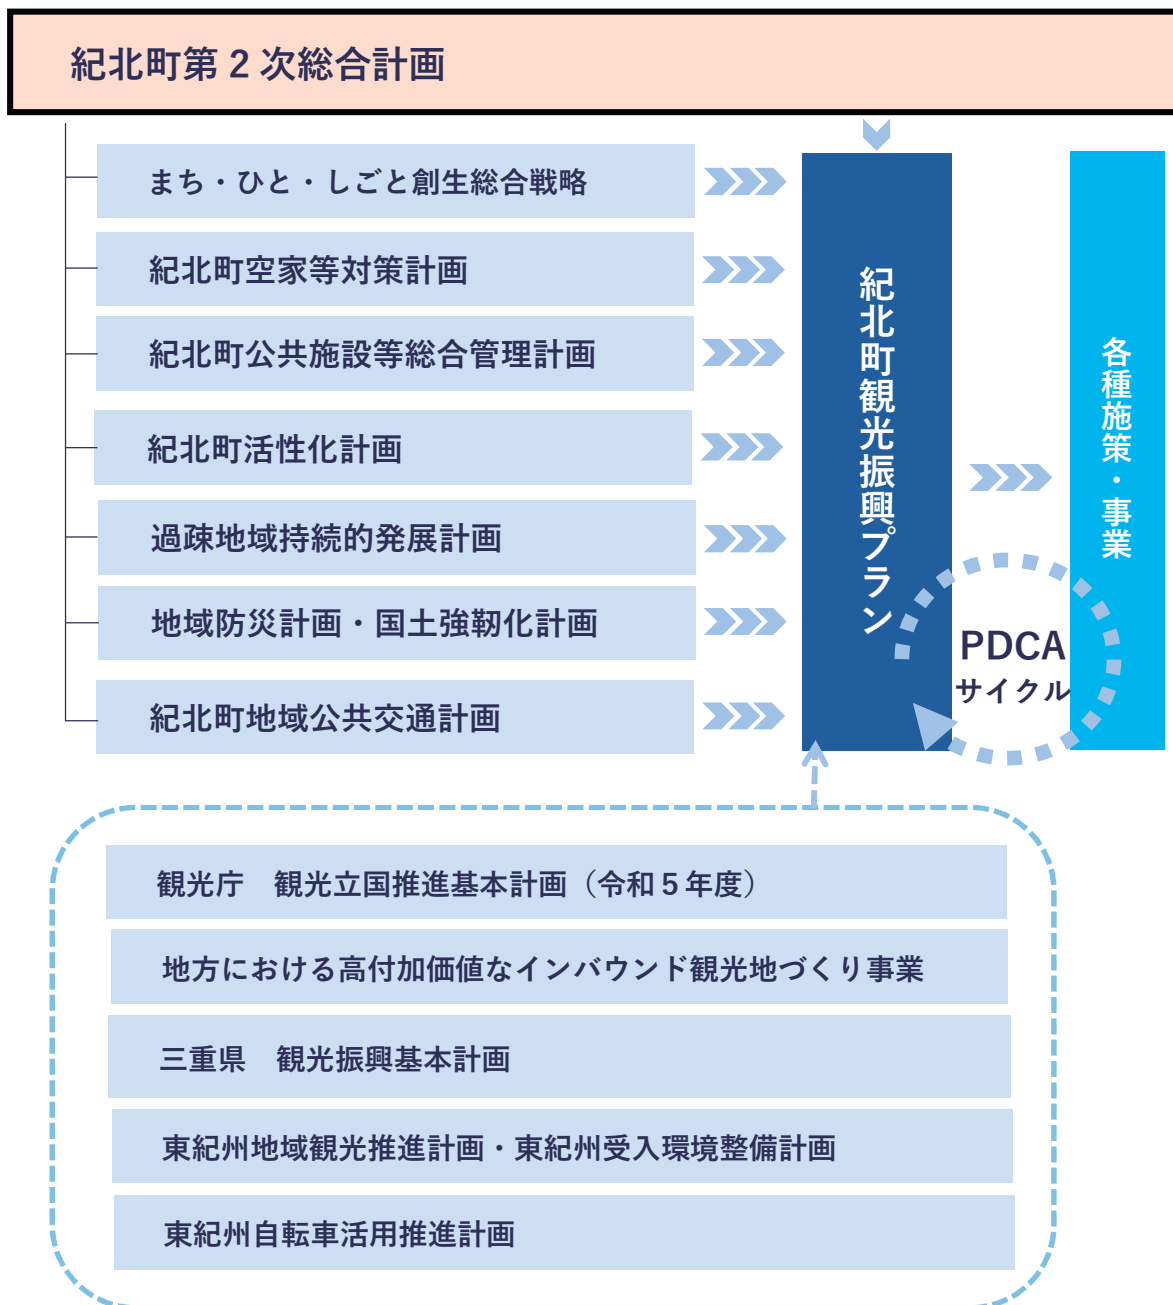 紀北町第２次総合計画
まち・ひと・しごと創生総合戦略
紀北町空家等対策計画
紀北町公共施設等総合管理計画
紀北町活性化計画
過疎地域持続的発展計画
地域防災計画・国土強靭化計画
紀北町地域公共交通計画
紀北町観光振興プラン
各種施策・事業
PDCA
サイクル
観光庁　観光立国推進基本計画（令和５年度）
地方における高付加価値なインバウンド観光地づくり事業
三重県　観光振興基本計画
東紀州地域観光推進計画・東紀州受入環境整備計画
東紀州自転車活用推進計画